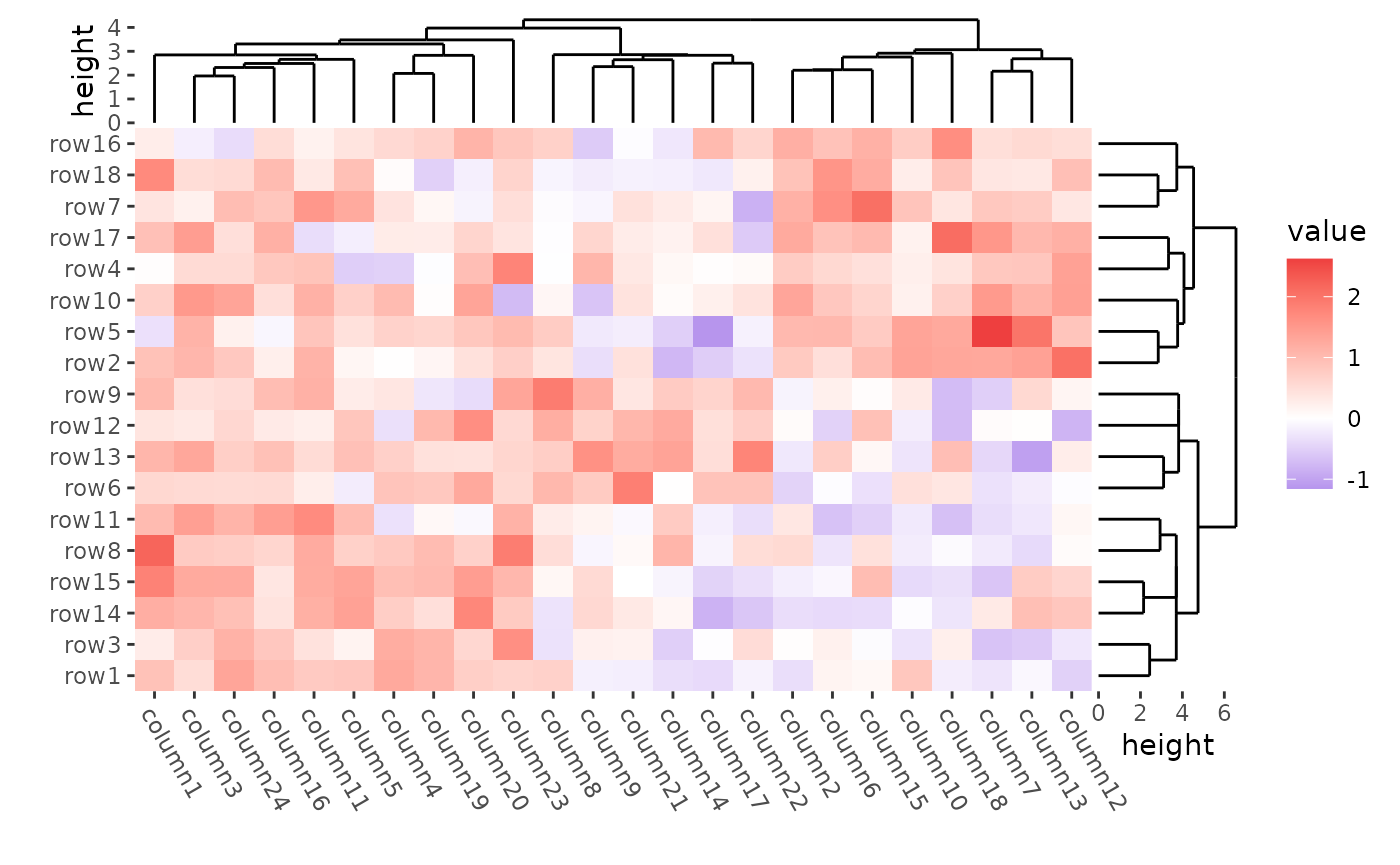 height
4
3
2
1
0
row16
row18
row7
row17
row4
row10
row5
row2
row9
row12
row13
row6
row11
row8
row15
row14
row3
row1
column1
column3
column24
column16
column11
column5
column4
column19
column20
column23
column8
column9
column21
column14
column17
column22
column2
column6
column15
column10
column18
column7
column13
column12
0 2 4 6
height
value
2
1
0
-1